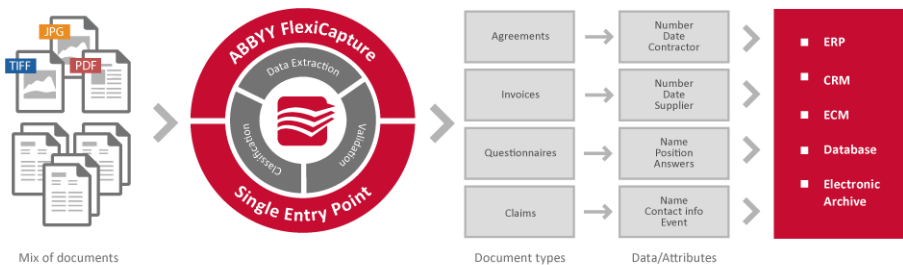 JPG
TIFF
PDF
Mix of documents
ABBYY FlexiCapture
Data Extraction
Classification
Validation
Single Entry Point
Agreements
Invoices
Questionnaires
Claims
Document types
Number
Date
Contractor
Number
Date
Supplier
Name
Position
Answers
Name
Contact info
Event
Data/Attributes
ERP
CRM
ECM
Database
Electronic
Archive